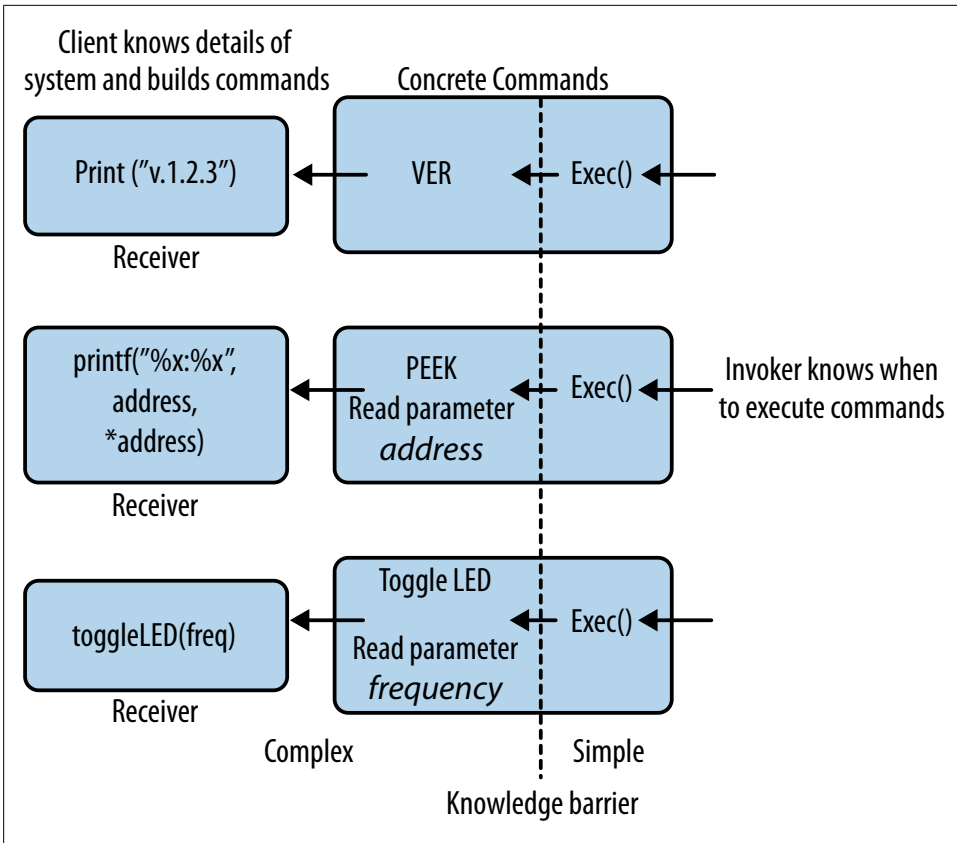 Client knows details of
system and builds commands
Concrete Commands
Print ("v.1.2.3")
VER
Exec()
Receiver
printf("%x:%x",
address,
*address)
PEEK
Read parameter
address
Exec()
Invoker knows when
to execute commands
Receiver
toggleLED(freq)
Toggle LED
Read parameter
frequency
Exec()
Receiver
Complex
Simple
Knowledge barrier